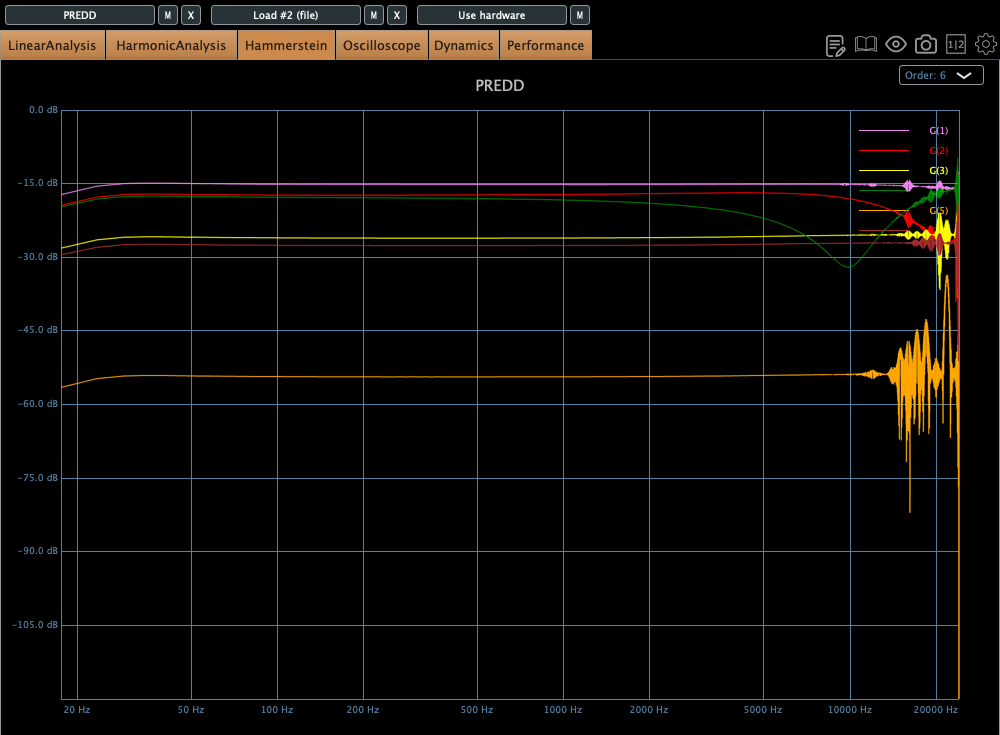 PREDD M X Load #2 (file) M X Use hardware M
LinearAnalysis HarmonicAnalysis Hammerstein Oscilloscope Dynamics Performance
1|2
Order: 6
PREDD
0.0 dB
G(1)
G(2)
G(3)
-15.0 dB
G(5)
-30.0 dB
-45.0 dB
-60.0 dB
-75.0 dB
-90.0 dB
-105.0 dB
20 Hz 50 Hz 100 Hz 200 Hz 500 Hz 1000 Hz 2000 Hz 5000 Hz 10000 Hz 20000 Hz